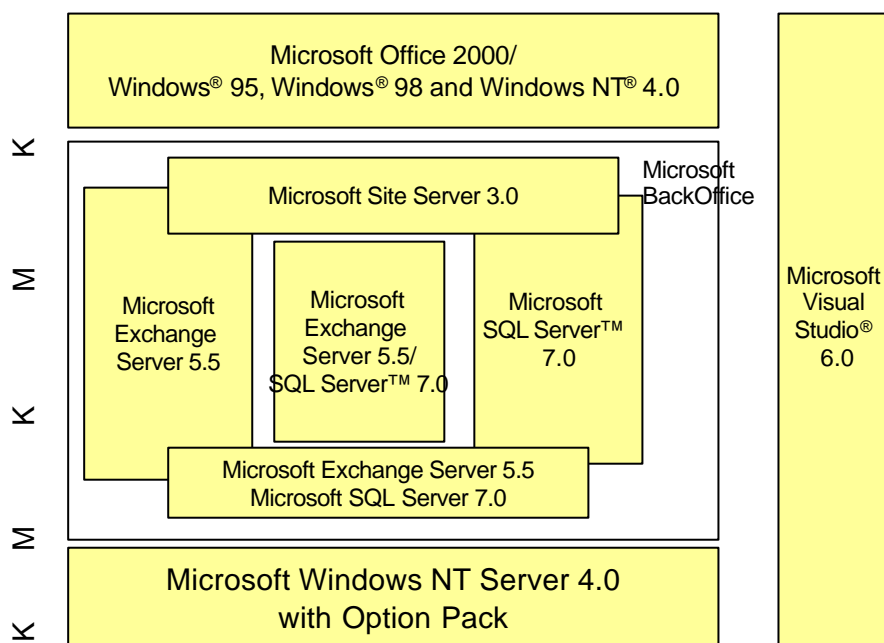 Microsoft Office 2000/
Windows® 95, Windows® 98 and Windows NT® 4.0
K
M
K
M
K
Microsoft
BackOffice
Microsoft Site Server 3.0
Microsoft
Exchange
Server 5.5
Microsoft
Exchange
Server 5.5/
SQL Server™ 7.0
Microsoft
SQL Server™
7.0
Microsoft Exchange Server 5.5
Microsoft SQL Server 7.0
Microsoft Windows NT Server 4.0
with Option Pack
Microsoft
Visual
Studio®
6.0